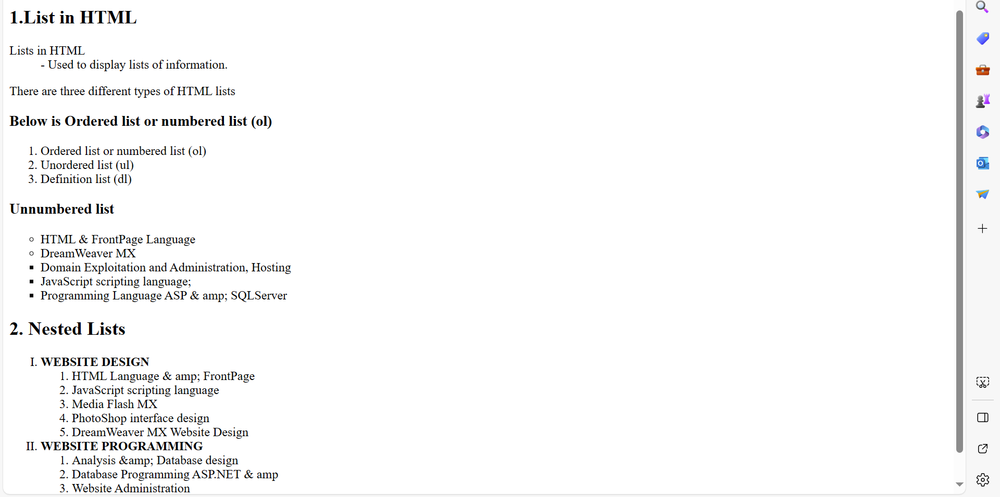 1.List in HTML
Lists in HTML
- Used to display lists of information.
There are three different types of HTML lists
Below is Ordered list or numbered list (ol)
1. Ordered list or numbered list (ol)
2. Unordered list (ul)
3. Definition list (dl)
Unnumbered list
HTML & FrontPage Language
DreamWeaver MX
Domain Exploitation and Administration, Hosting
JavaScript scripting language;
Programming Language ASP & amp; SQLServer
2. Nested Lists
I. WEBSITE DESIGN
1. HTML Language & amp; FrontPage
2. JavaScript scripting language
3. Media Flash MX
4. PhotoShop interface design
5. DreamWeaver MX Website Design
II. WEBSITE PROGRAMMING
1. Analysis &amp; Database design
2. Database Programming ASP.NET & amp
3. Website Administration